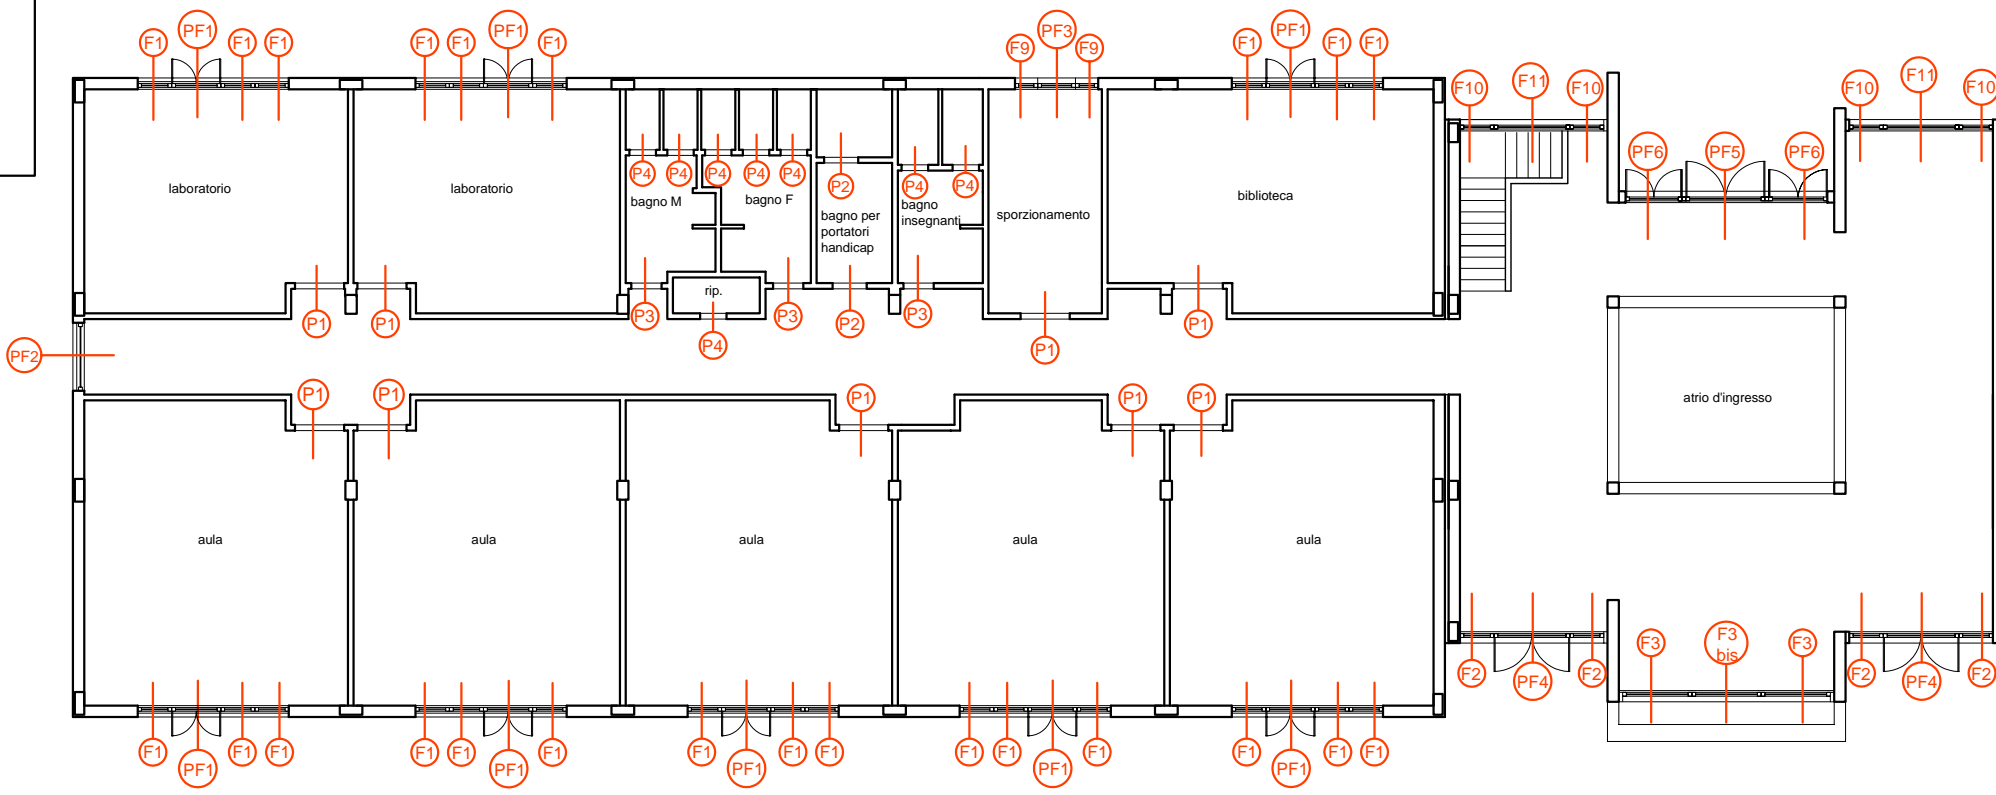 F1 PF1 F1 F1 F1 F1 PF1 F1 F9 PF3 F9 F1 PF1 F1 F1
F10 F11 F10 F10 F11 F10
PF6 PF5 PF6
P4 P4 P4 P4 P4 P2 P4 P4
laboratorio laboratorio biblioteca
bagno M bagno F
bagno per
portatori
handicap
bagno
insegnanti
sporzionamento
rip.
P1 P1 P3 P4 P3 P2 P3 P1 P1
PF2
P1 P1 P1 P1 P1
atrio d'ingresso
aula aula aula aula aula
F3 F3
bis F3
F2 PF4 F2 F2 PF4 F2
F1 PF1 F1 F1 F1 F1 PF1 F1 F1 PF1 F1 F1 F1 F1 PF1 F1 F1 PF1 F1 F1